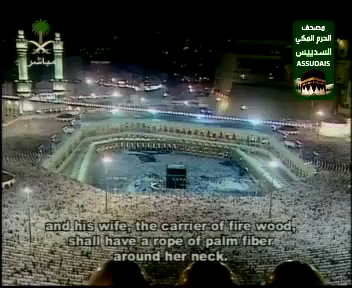 مباشر
مصحف
الحرم المكي
السديس
ASSUDAIS
and his wife, the carrier of fire wood,
shall have a rope of palm fiber
around her neck.